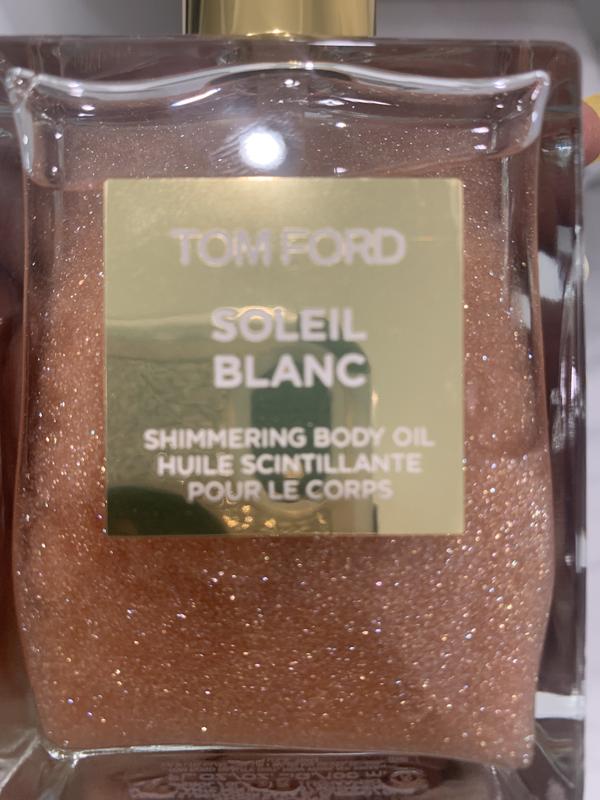 TOM FORD
SOLEIL
BLANC
SHIMMERING BODY OIL
HUILE SCINTILLANTE
POUR LE CORPS